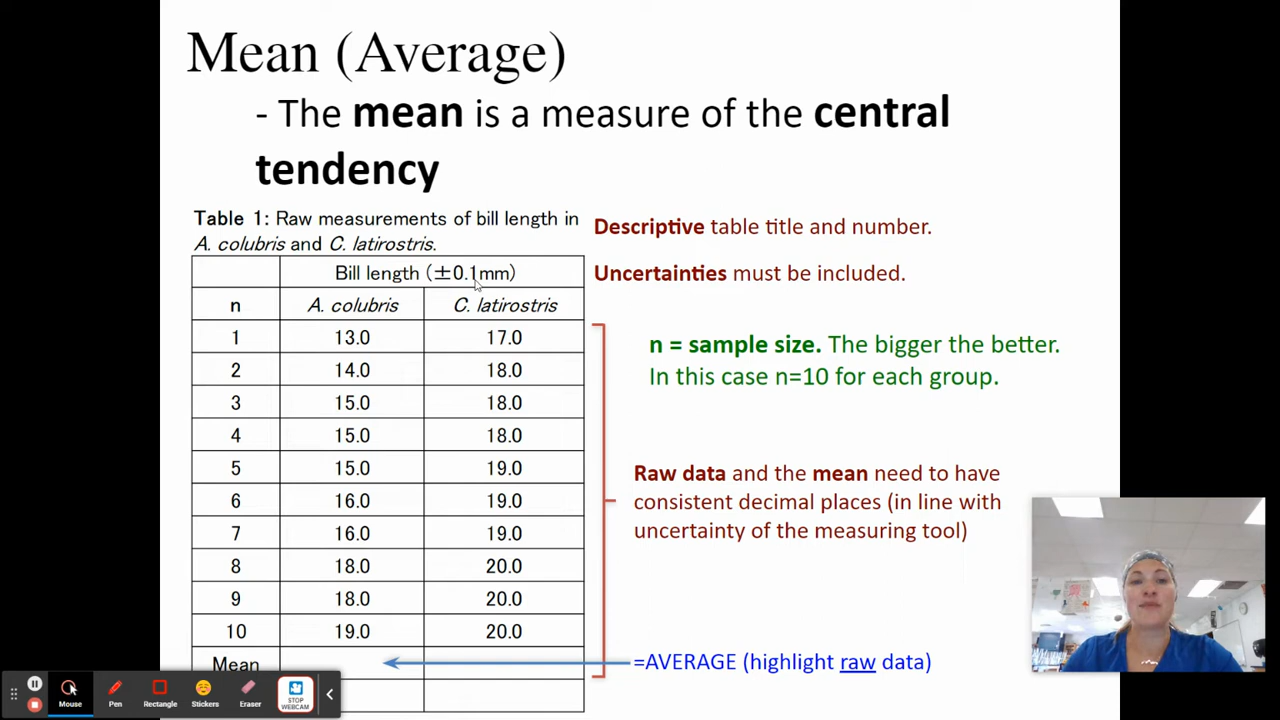 Mean (Average)
- The mean is a measure of the central
tendency
Table 1: Raw measurements of bill length in
A. colubris and C. latirostris.
Descriptive table title and number.
Bill length (±0.1mm)
Uncertainties must be included.
n A. colubris C. latirostris
1 13.0 17.0
2 14.0 18.0
3 15.0 18.0
4 15.0 18.0
5 15.0 19.0
6 16.0 19.0
7 16.0 19.0
8 18.0 20.0
9 18.0 20.0
10 19.0 20.0
Mean
n = sample size. The bigger the better.
In this case n=10 for each group.
Raw data and the mean need to have
consistent decimal places (in line with
uncertainty of the measuring tool)
=AVERAGE (highlight raw data)
Mouse Pen Rectangle Stickers Eraser STOP
WEBCAM